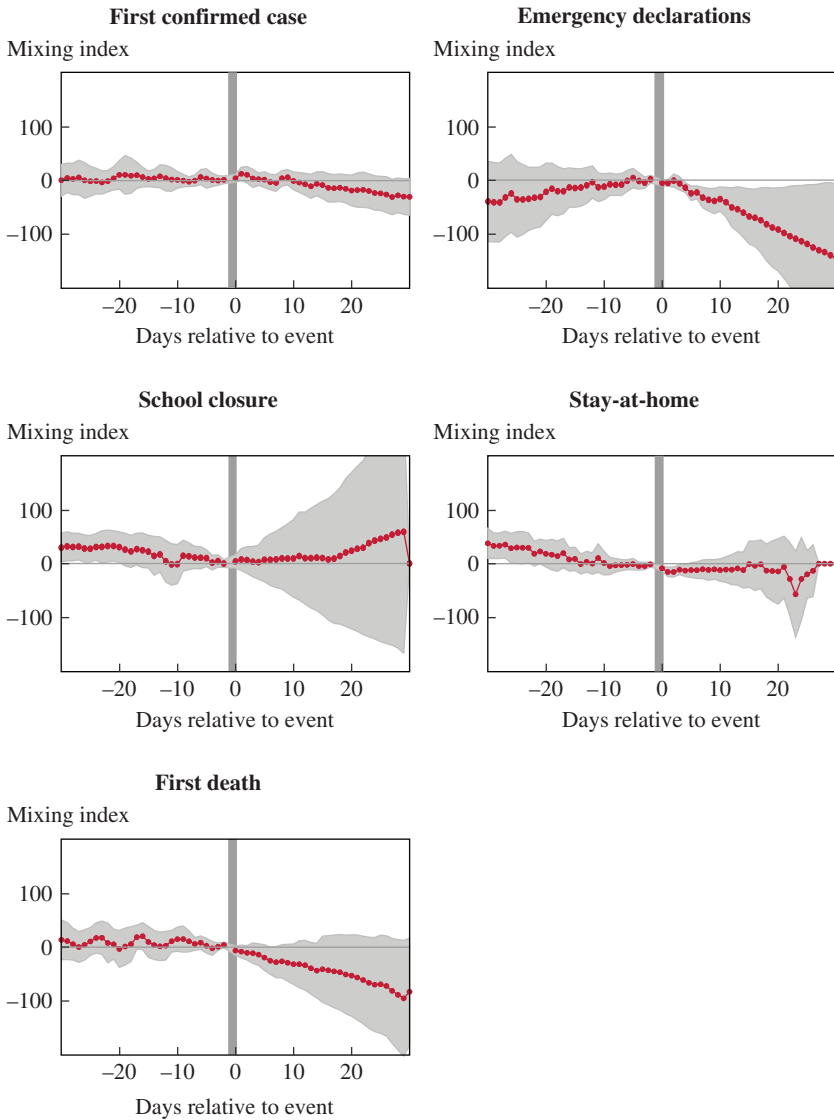 First confirmed case
Mixing index
100
0
–100
–20 –10 0 10 20
Days relative to event
Emergency declarations
Mixing index
100
0
–100
–20 –10 0 10 20
Days relative to event
School closure
Mixing index
100
0
–100
–20 –10 0 10 20
Days relative to event
Stay-at-home
Mixing index
100
0
–100
–20 –10 0 10 20
Days relative to event
First death
Mixing index
100
0
–100
–20 –10 0 10 20
Days relative to event